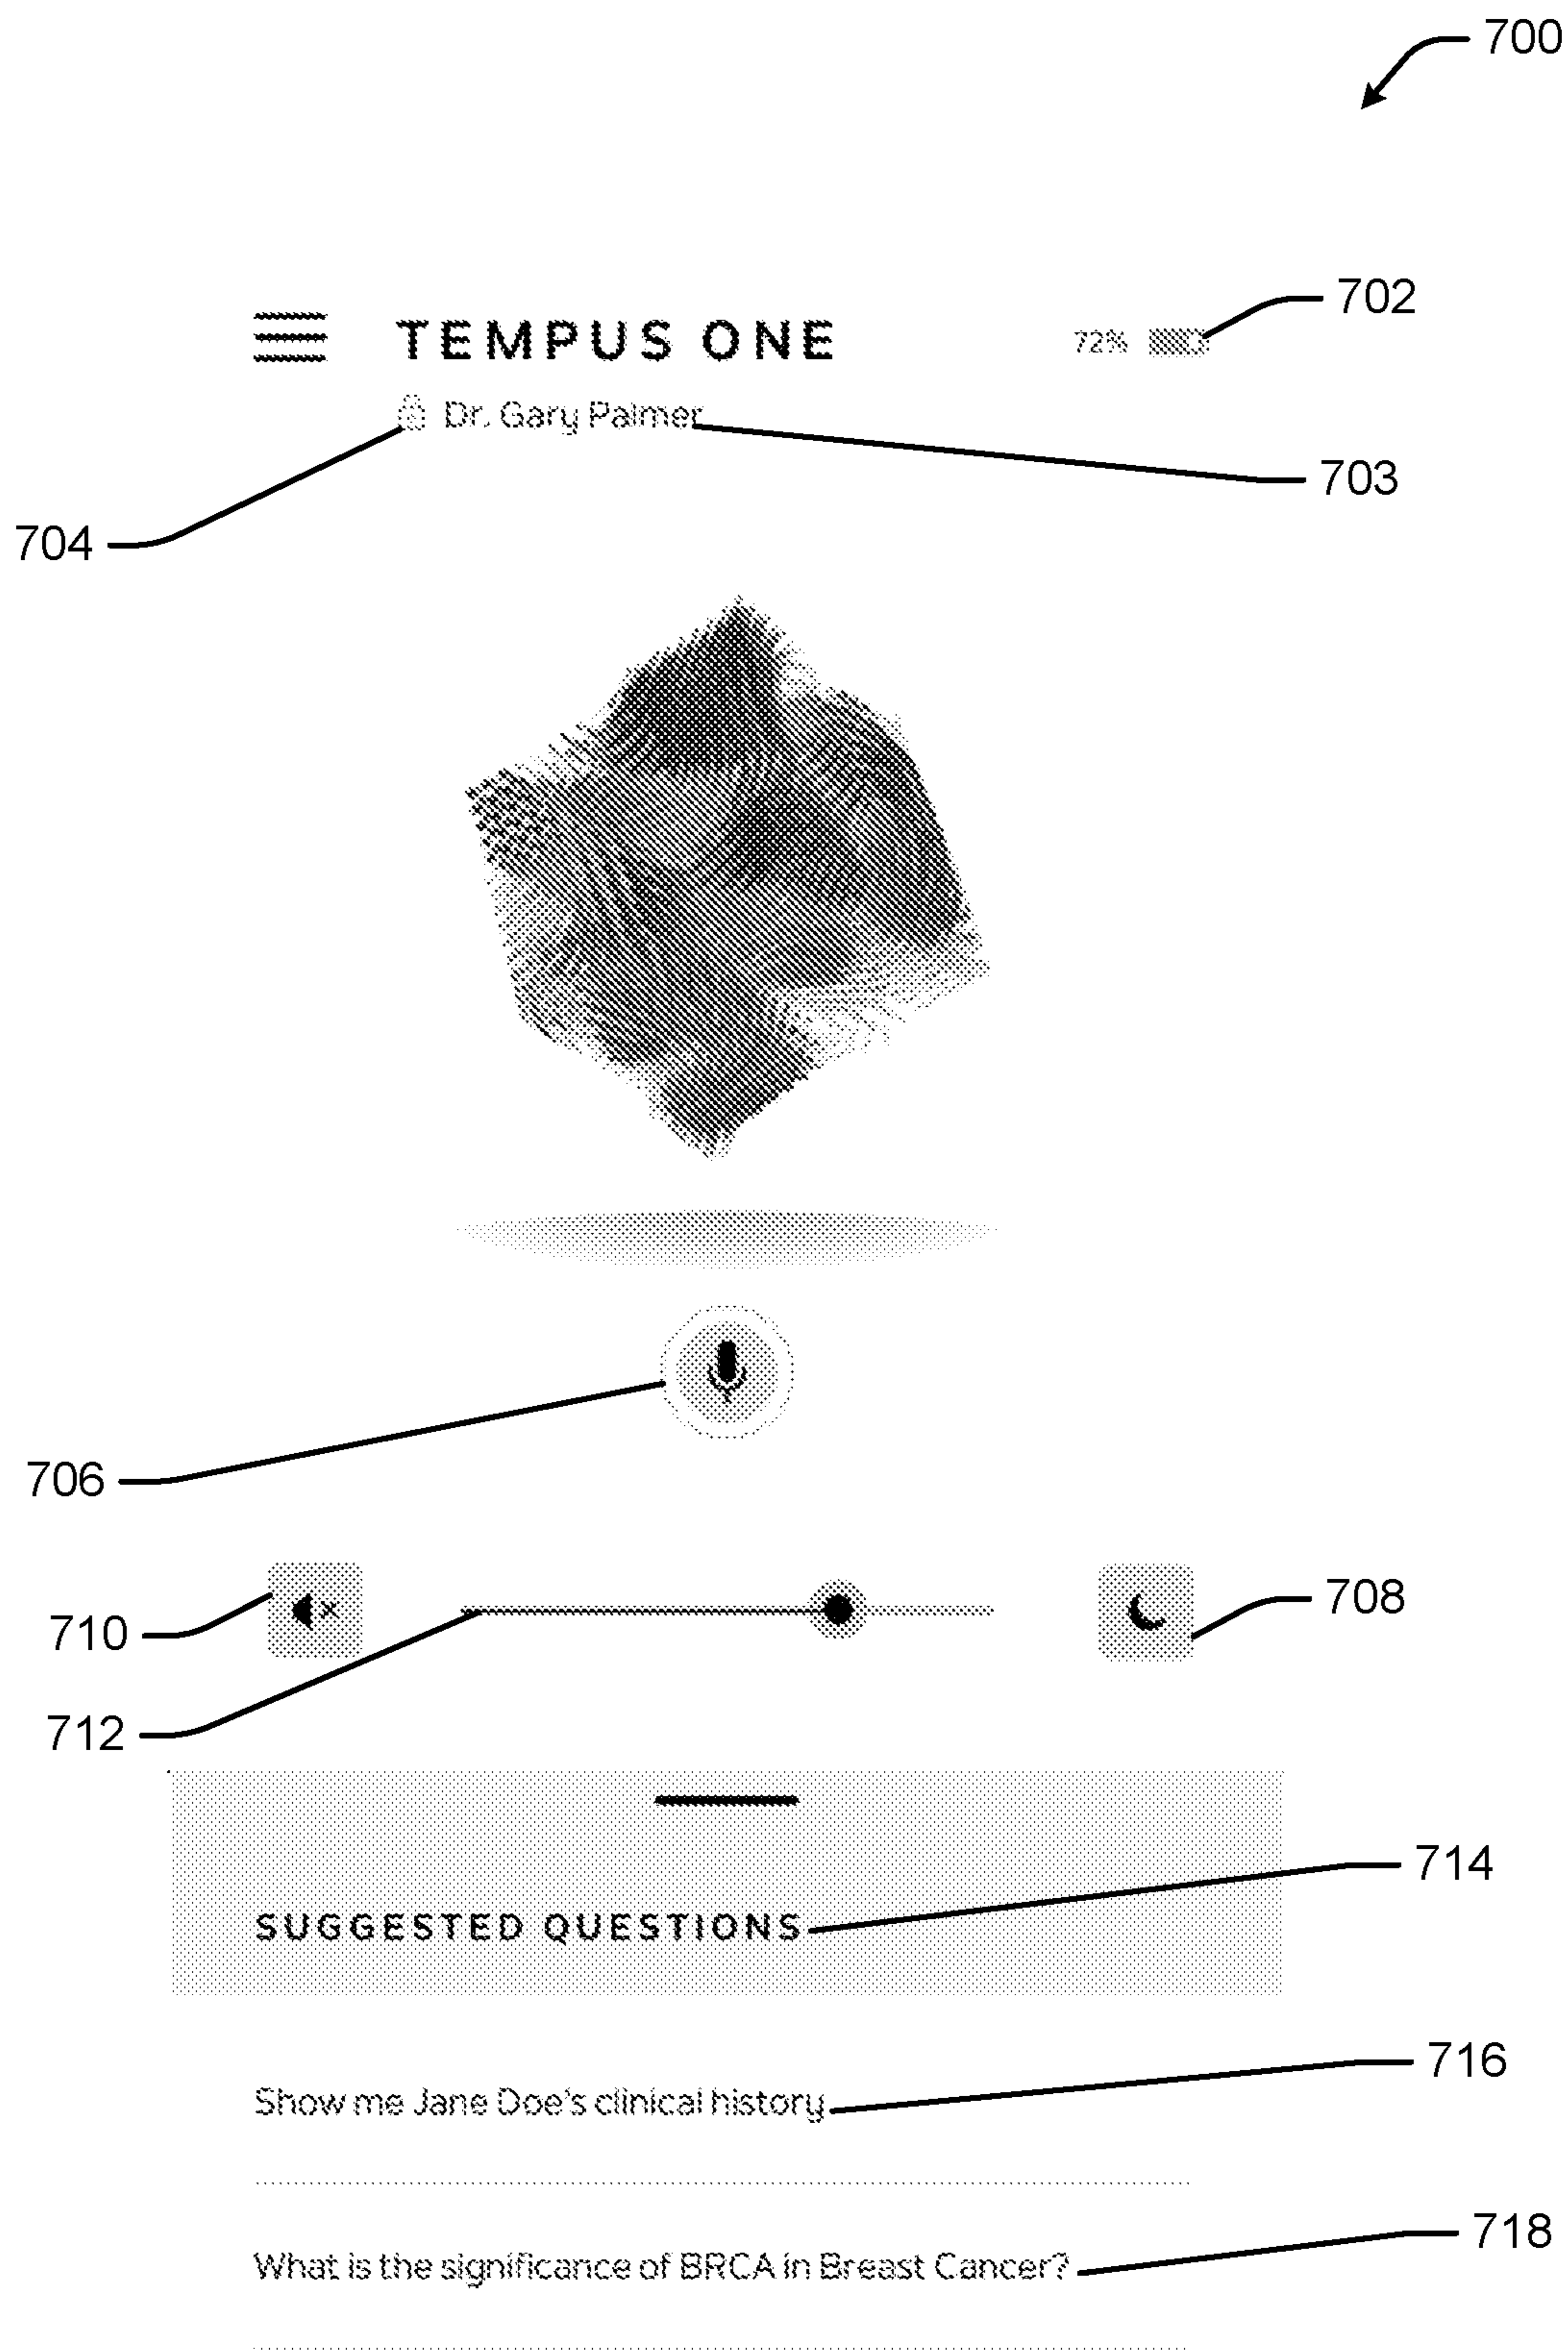 700
TEMPUS ONE
72%
702
Dr. Gary Palmer
703
704
706
710
708
712
714
SUGGESTED QUESTIONS
716
Show me Jane Doe's clinical history
718
What is the significance of BRCA in Breast Cancer?